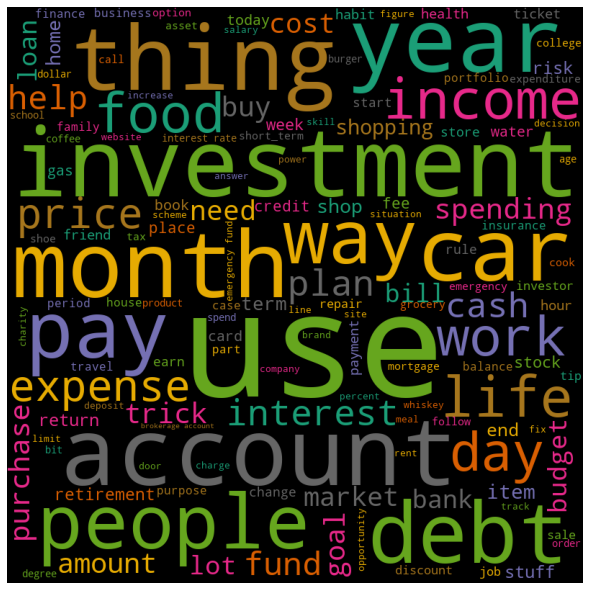 finance business option habit health ticket
asset today figure
loan home thing cost year college
dollar salary
call burger portfolio risk expenditure
help increase food buy start income
school skill decision
family website coffee interest rate short_term week shopping store water
gas answer power age
investment
price book need credit shop fee spending
scheme place situation insurance
shoe friend tax emergency fund rule cook
month way car
plan bill emergency investor
period house product case term repair grocery cash hour
charity spend line site
pay travel earn card part brand use payment mortgage balance work stock tip
company
expense percent life
deposit whiskey meal
purchase return trick interest follow end budget
limit brokerage account rent fix
bit door charge
account day
retirement purpose change market bank item
track sale
people goal opportunity debt
order
amount lot fund discount job stuff
degree